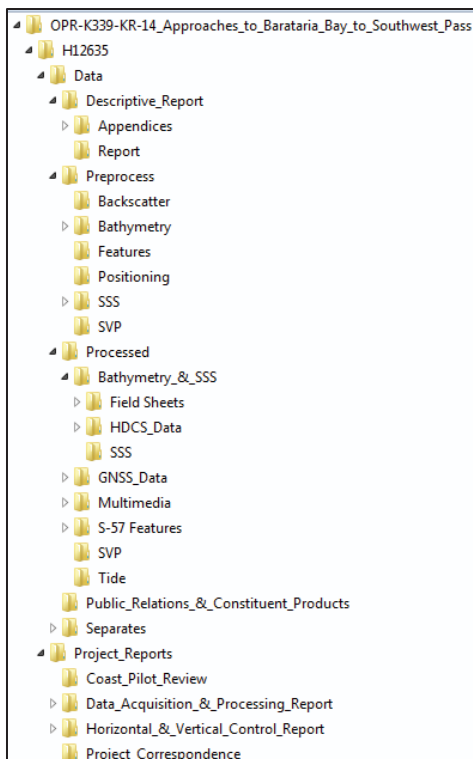 OPR-K339-KR-14_Approaches_to_Barataria_Bay_to_Southwest_Pass
H12635
Data
Descriptive_Report
Appendices
Report
Preprocess
Backscatter
Bathymetry
Features
Positioning
SSS
SVP
Processed
Bathymetry_&_SSS
Field Sheets
HDCS_Data
SSS
GNSS_Data
Multimedia
S-57 Features
SVP
Tide
Public_Relations_&_Constituent_Products
Separates
Project_Reports
Coast_Pilot_Review
Data_Acquisition_&_Processing_Report
Horizontal_&_Vertical_Control_Report
Project_Correspondence